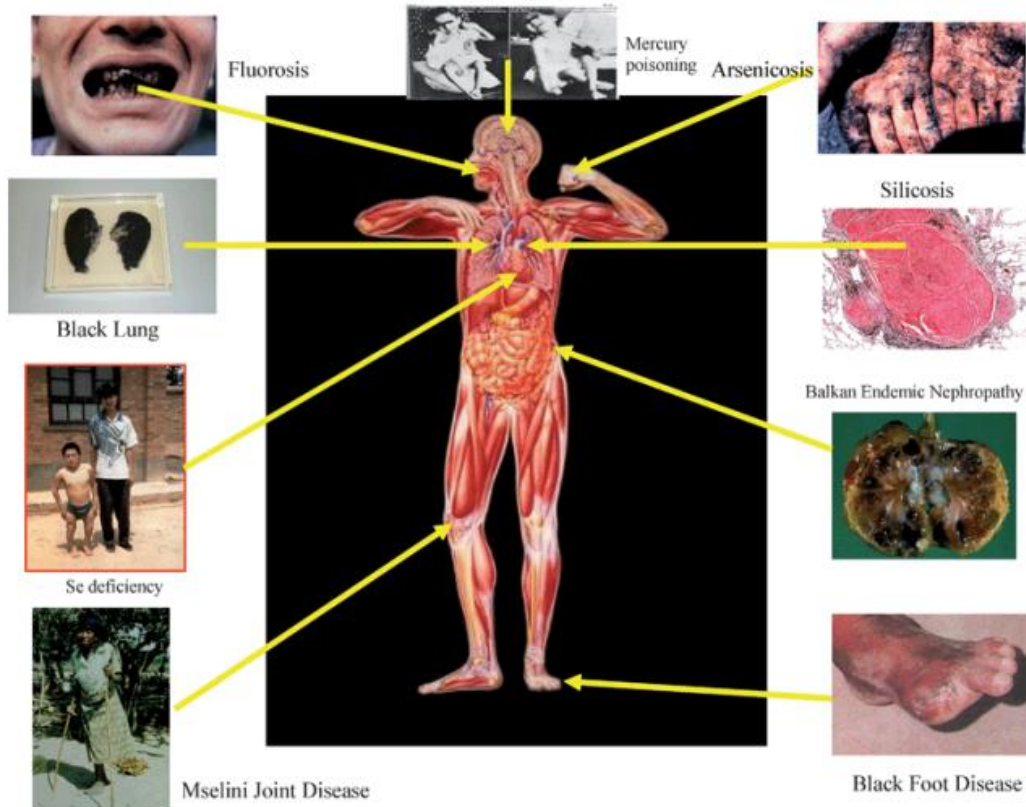 Fluorosis
Mercury
poisoning
Arsenicosis
Silicosis
Black Lung
Balkan Endemic Nephropathy
Se deficiency
Mselini Joint Disease
Black Foot Disease